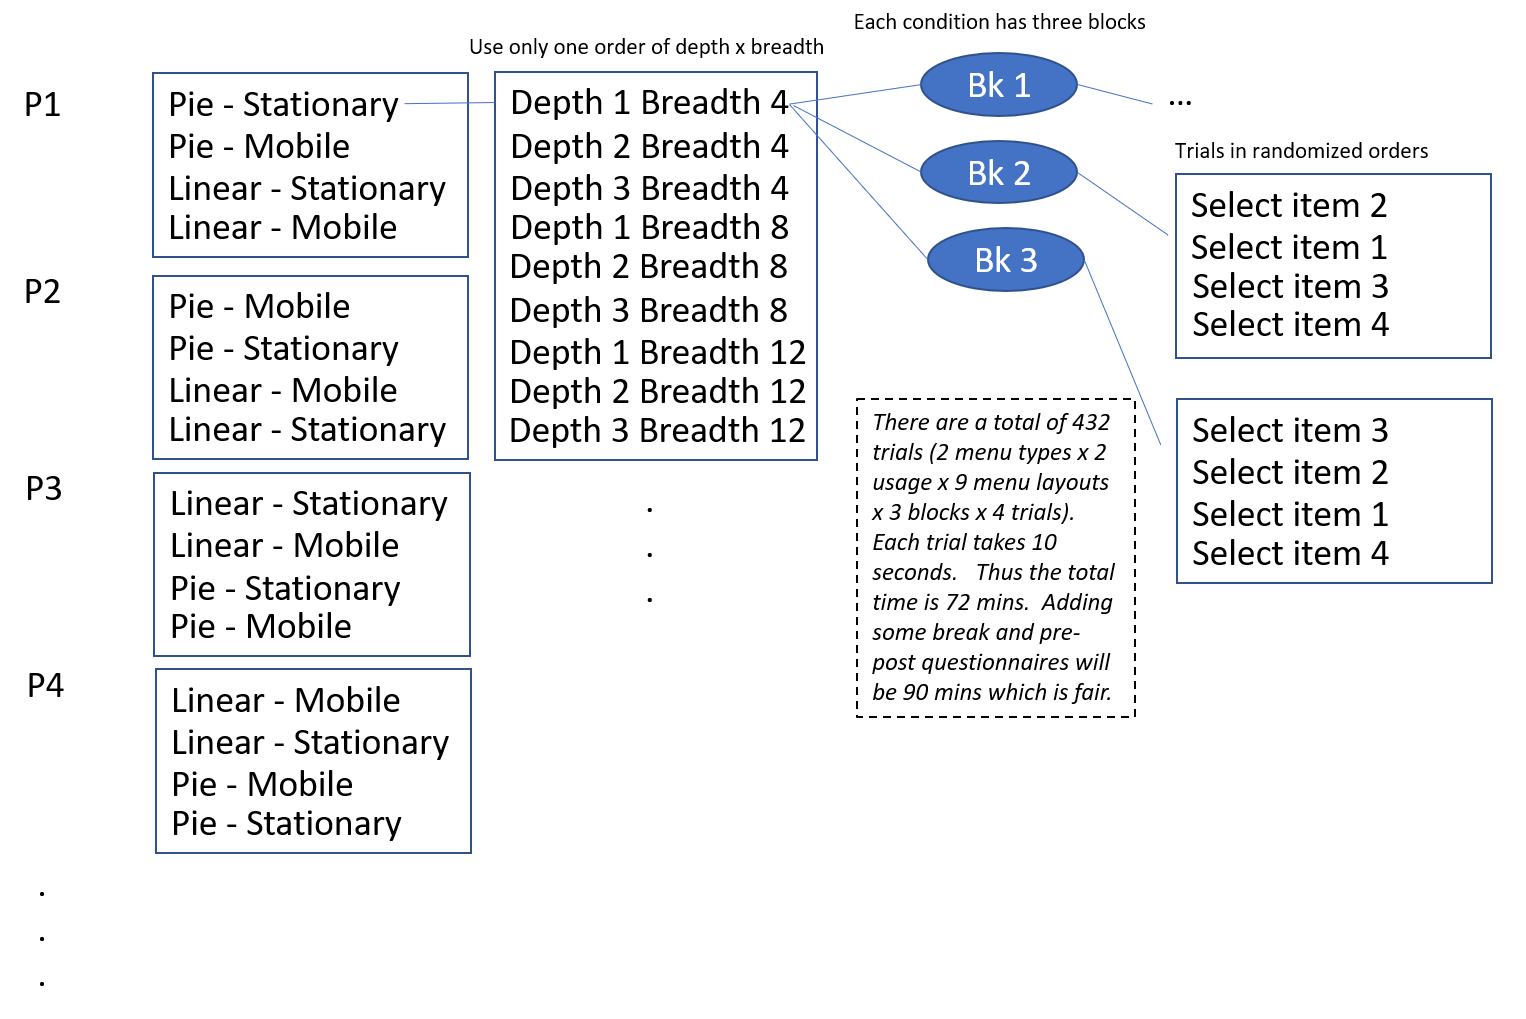 Each condition has three blocks
Use only one order of depth x breadth
P1
Pie - Stationary
Pie - Mobile
Linear - Stationary
Linear - Mobile
Depth 1 Breadth 4
Depth 2 Breadth 4
Depth 3 Breadth 4
Depth 1 Breadth 8
Depth 2 Breadth 8
Depth 3 Breadth 8
Depth 1 Breadth 12
Depth 2 Breadth 12
Depth 3 Breadth 12
.
.
.
Bk 1
Bk 2
Bk 3
...
Trials in randomized orders
Select item 2
Select item 1
Select item 3
Select item 4
Select item 3
Select item 2
Select item 1
Select item 4
There are a total of 432
trials (2 menu types x 2
usage x 9 menu layouts
x 3 blocks x 4 trials).
Each trial takes 10
seconds.   Thus the total
time is 72 mins.  Adding
some break and pre-
post questionnaires will
be 90 mins which is fair.
P2
Pie - Mobile
Pie - Stationary
Linear - Mobile
Linear - Stationary
P3
Linear - Stationary
Linear - Mobile
Pie - Stationary
Pie - Mobile
P4
Linear - Mobile
Linear - Stationary
Pie - Mobile
Pie - Stationary
.
.
.